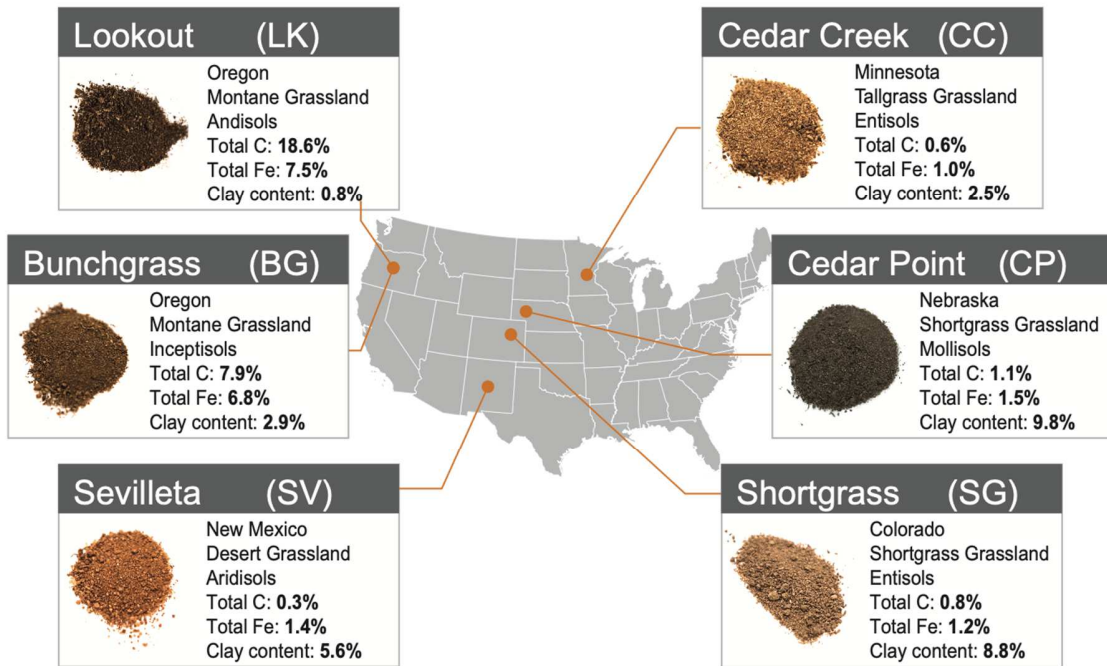 Lookout (LK)
Oregon
Montane Grassland
Andisols
Total C: 18.6%
Total Fe: 7.5%
Clay content: 0.8%
Cedar Creek (CC)
Minnesota
Tallgrass Grassland
Entisols
Total C: 0.6%
Total Fe: 1.0%
Clay content: 2.5%
Bunchgrass (BG)
Oregon
Montane Grassland
Inceptisols
Total C: 7.9%
Total Fe: 6.8%
Clay content: 2.9%
Cedar Point (CP)
Nebraska
Shortgrass Grassland
Mollisols
Total C: 1.1%
Total Fe: 1.5%
Clay content: 9.8%
Sevilleta (SV)
New Mexico
Desert Grassland
Aridisols
Total C: 0.3%
Total Fe: 1.4%
Clay content: 5.6%
Shortgrass (SG)
Colorado
Shortgrass Grassland
Entisols
Total C: 0.8%
Total Fe: 1.2%
Clay content: 8.8%